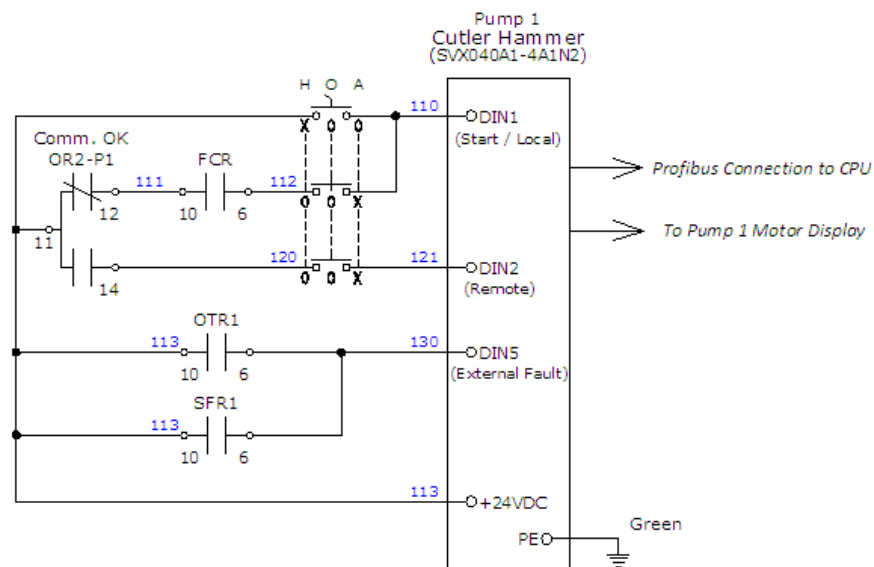 Pump 1
Cutler Hammer
(SVX040A1-4A1N2)
H O A
110 DIN1
X O O
(Start / Local)
Comm. OK
OR2-P1 111 FCR 112
Profibus Connection to CPU
12 10 6 O O X
To Pump 1 Motor Display
11
120 121 DIN2
14 O O X
(Remote)
OTR1
113 130 DIN5
10 6
(External Fault)
SFR1
113
10 6
113 +24VDC
Green
PE